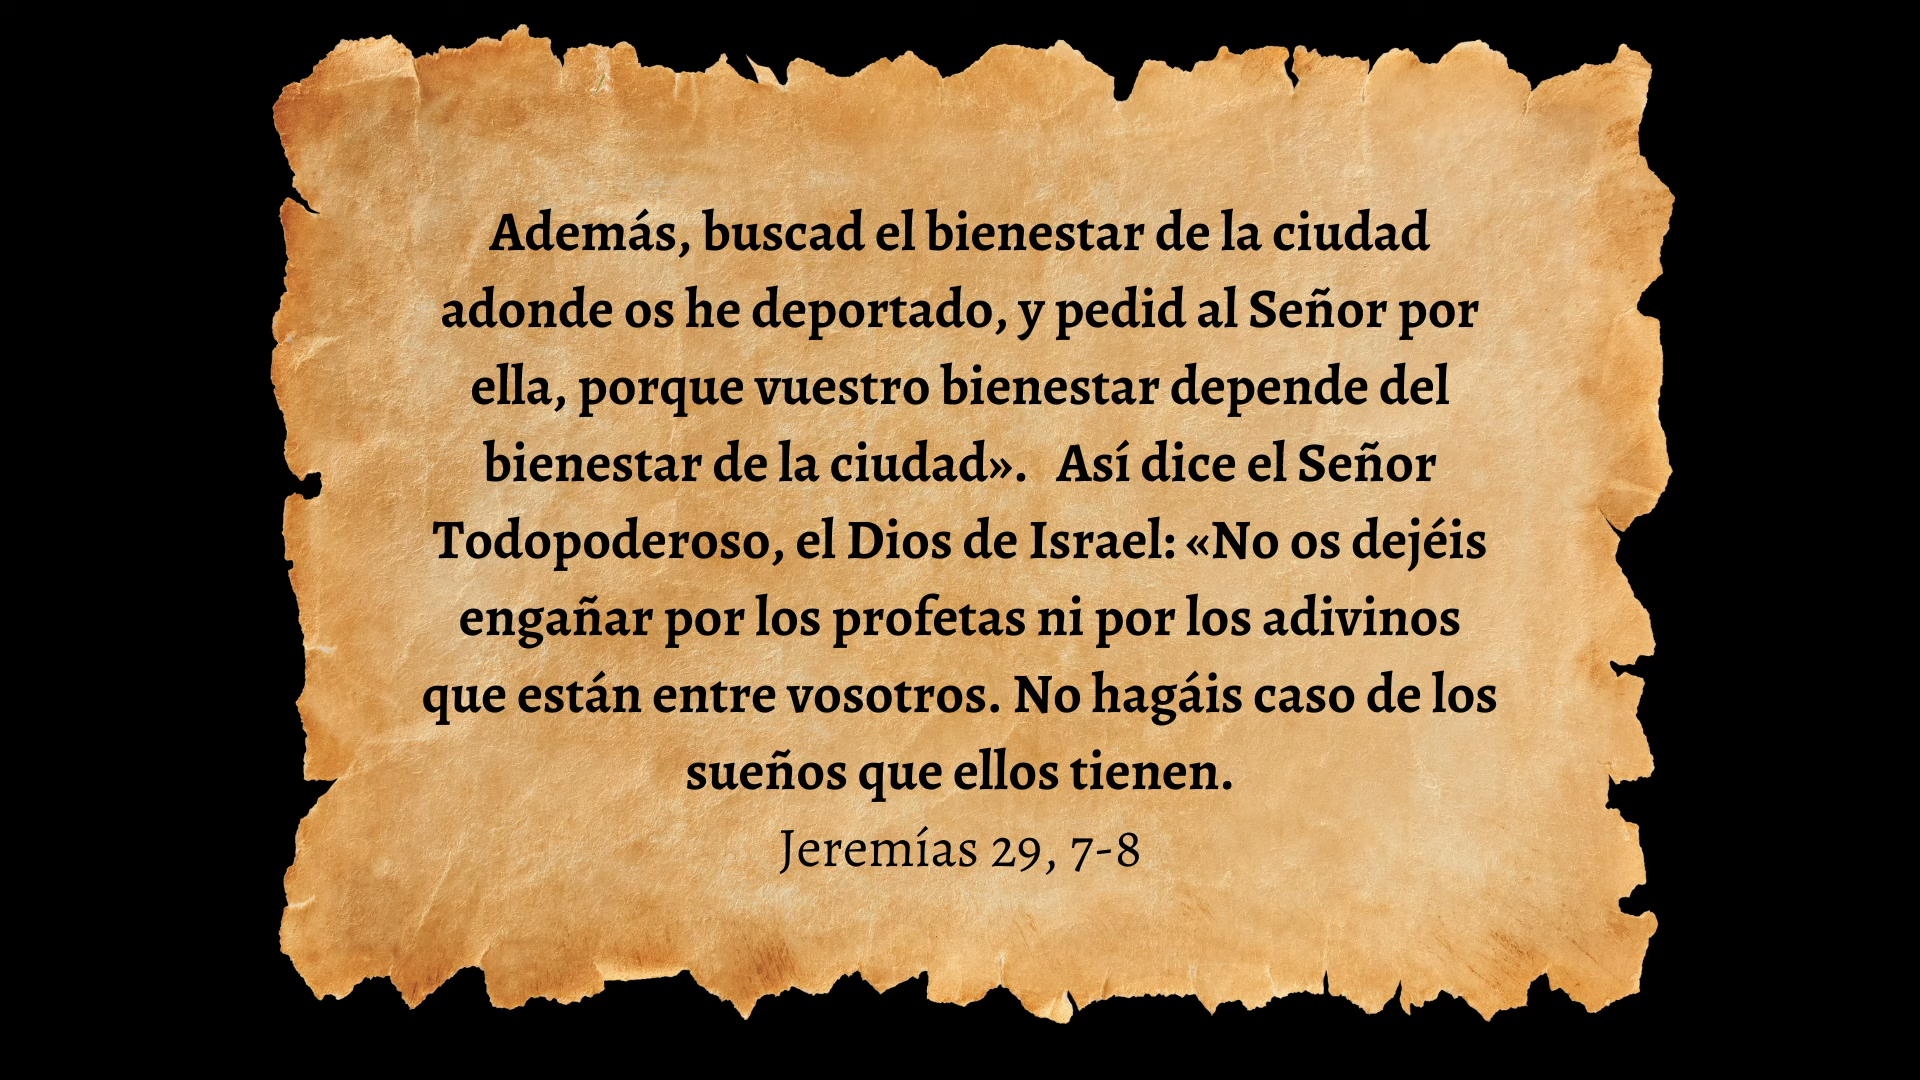 Además, buscad el bienestar de la ciudad
adonde os he deportado, y pedid al Señor por
ella, porque vuestro bienestar depende del
bienestar de la ciudad».   Así dice el Señor
Todopoderoso, el Dios de Israel: «No os dejéis
engañar por los profetas ni por los adivinos
que están entre vosotros. No hagáis caso de los
sueños que ellos tienen.
Jeremías 29, 7-8